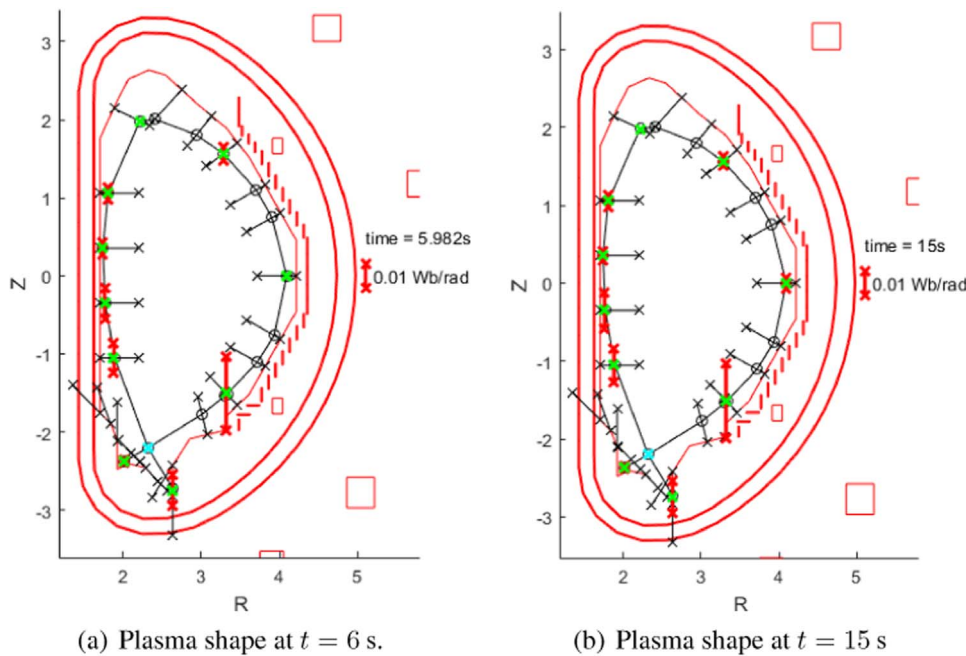 3
2
1
0
-1
-2
-3
Z
2
3
4
5
R
time = 5.982s
0.01 Wb/rad
(a) Plasma shape at t = 6 s.
3
2
1
0
-1
-2
-3
Z
2
3
4
5
R
time = 15s
0.01 Wb/rad
(b) Plasma shape at t = 15 s